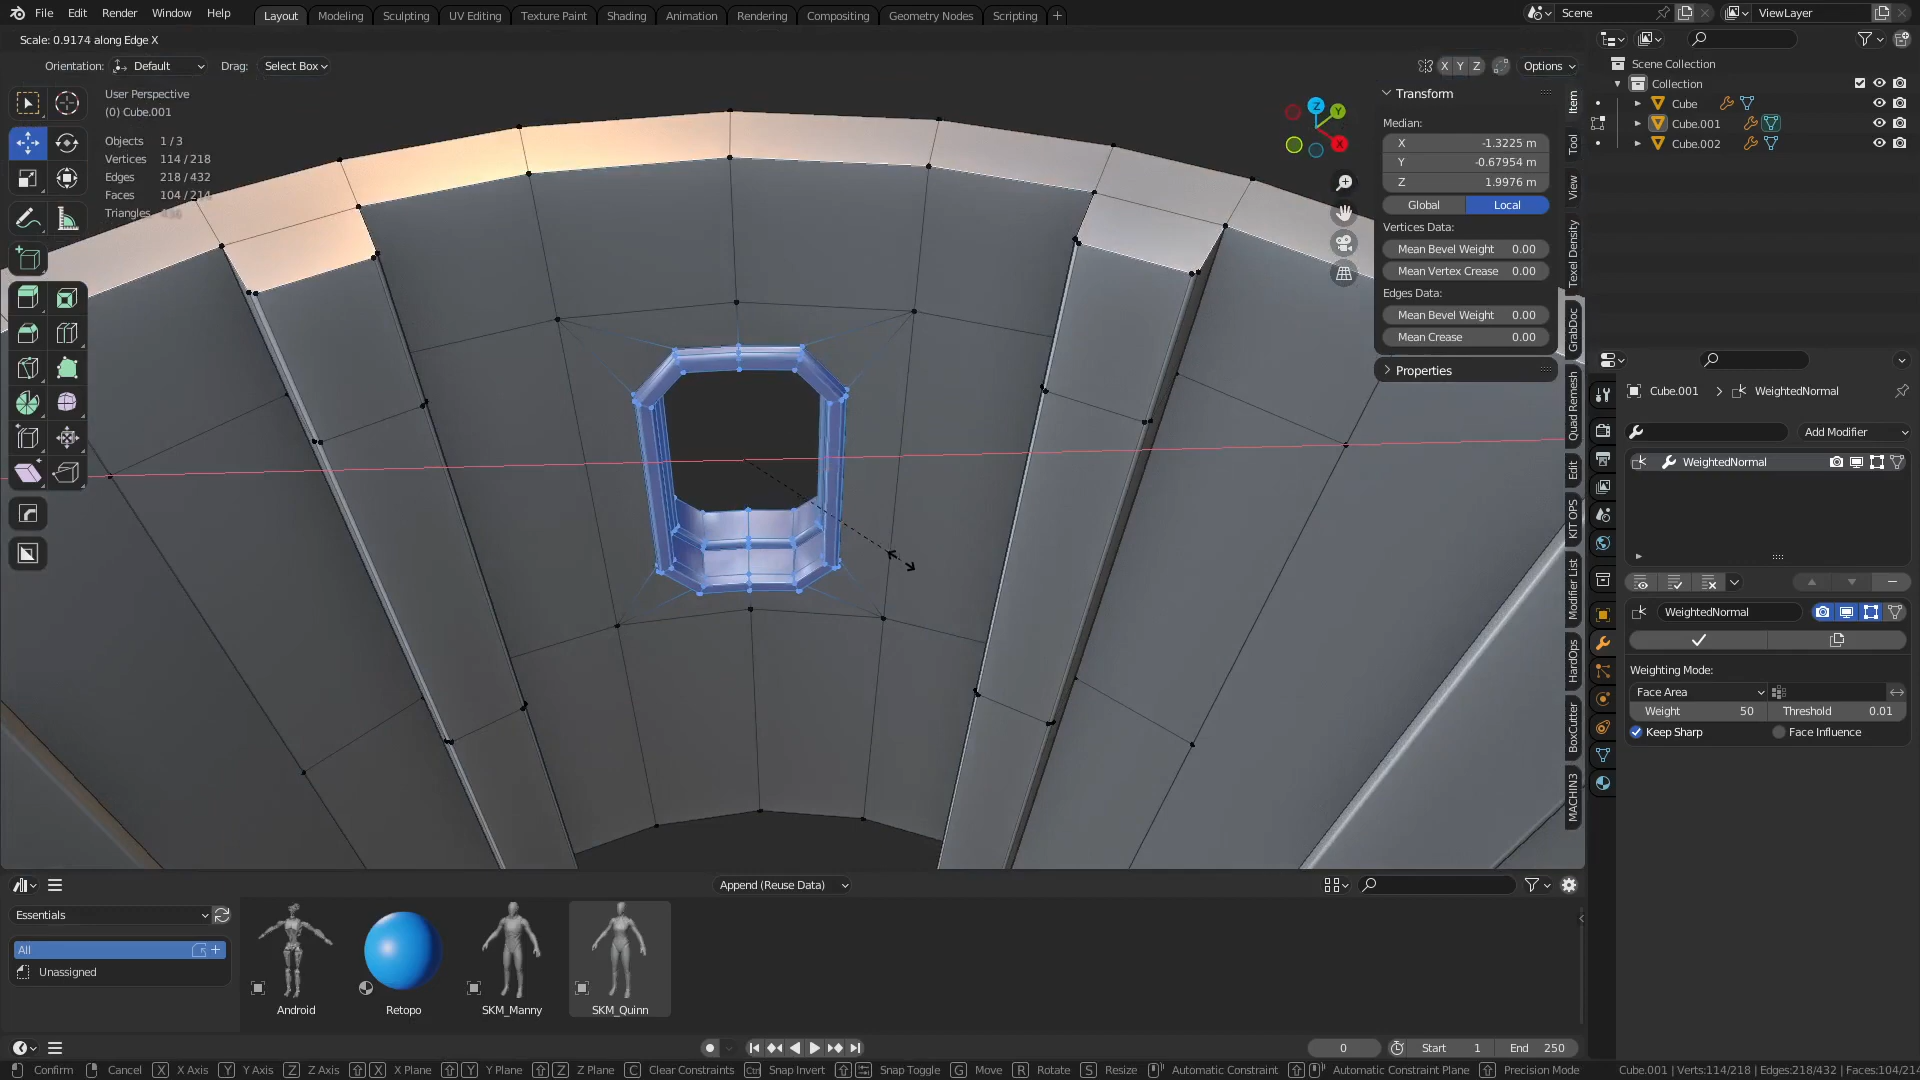 File Edit Render Window Help
Layout Modeling Sculpting UV Editing Texture Paint Shading Animation Rendering Compositing Geometry Nodes Scripting +
Scene
ViewLayer
Scale: 0.9174 along Edge X
Orientation: Default Drag: Select Box
X Y Z Options
User Perspective
(0) Cube.001
Objects 1 / 3
Vertices 114 / 218
Edges 218 / 432
Faces 104 / 214
Triangles
Z
Y
X
Transform
Median:
X -1.3225 m
Y -0.67954 m
Z 1.9976 m
Global Local
Vertices Data:
Mean Bevel Weight 0.00
Mean Vertex Crease 0.00
Edges Data:
Mean Bevel Weight 0.00
Mean Crease 0.00
Properties
Item
Tool
View
Texel Density
GrabDoc
Quad Remesh
Edit
KIT OPS
Modifier List
HardOps
BoxCutter
MACHIN3
Scene Collection
Collection
Cube
Cube.001
Cube.002
Cube.001 > WeightedNormal
Add Modifier
WeightedNormal
WeightedNormal
Weighting Mode:
Face Area
Weight 50 Threshold 0.01
Keep Sharp Face Influence
Append (Reuse Data)
Essentials
All
Unassigned
Android
Retopo
SKM_Manny
SKM_Quinn
0 Start 1 End 250
Confirm Cancel X X Axis Y Y Axis Z Z Axis X X Plane Y Y Plane Z Z Plane C Clear Constraints Ctrl Snap Invert Snap Toggle G Move R Rotate S Resize Automatic Constraint Automatic Constraint Plane Precision Mode
Cube.001 | Verts:114/218 | Edges:218/432 | Faces:104/214